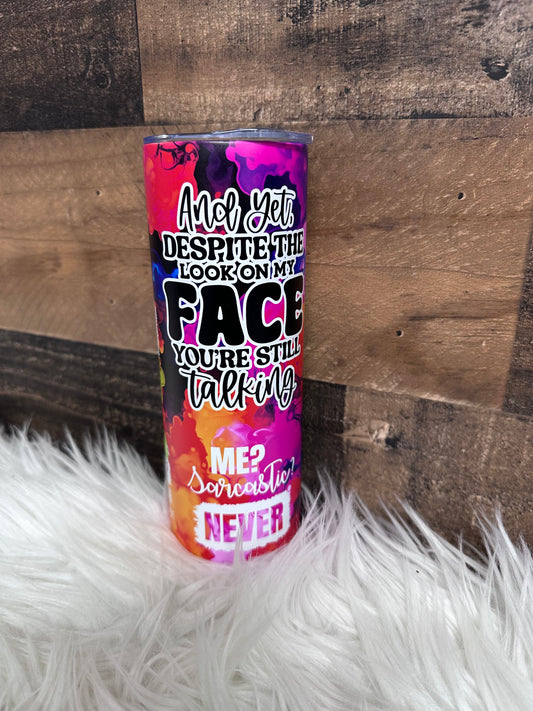 And Yet,
DESPITE THE
LOOK ON MY
FACE
YOU'RE STILL
talking
ME?
sarcastic?
NEVER